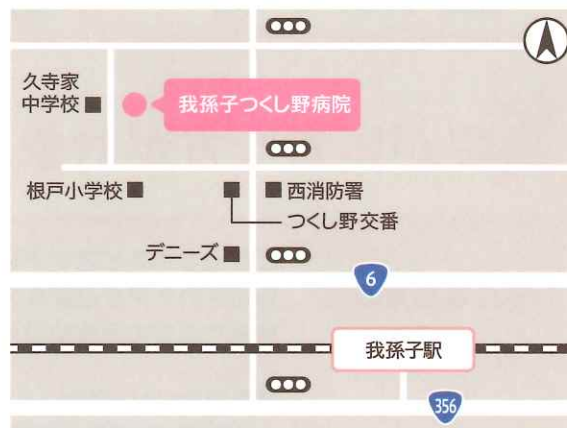 久寺家
中学校
我孫子つくし野病院
根戸小学校
西消防署
つくし野交番
デニーズ
6
我孫子駅
356